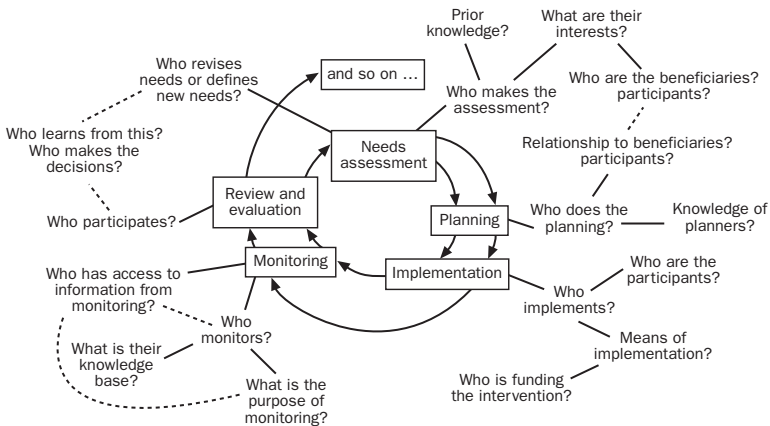 Prior
knowledge?
What are their
interests?
Who revises
needs or defines
new needs?
and so on ...
Who makes the
assessment?
Who are the beneficiaries?
participants?
Who learns from this?
Who makes the
decisions?
Needs
assessment
Relationship to beneficiaries?
participants?
Review and
evaluation
Who participates?
Planning
Who does the
planning?
Knowledge of
planners?
Monitoring
Implementation
Who has access to
information from
monitoring?
Who are the
participants?
Who
implements?
Who
monitors?
What is their
knowledge
base?
Means of
implementation?
Who is funding
the intervention?
What is the
purpose of
monitoring?